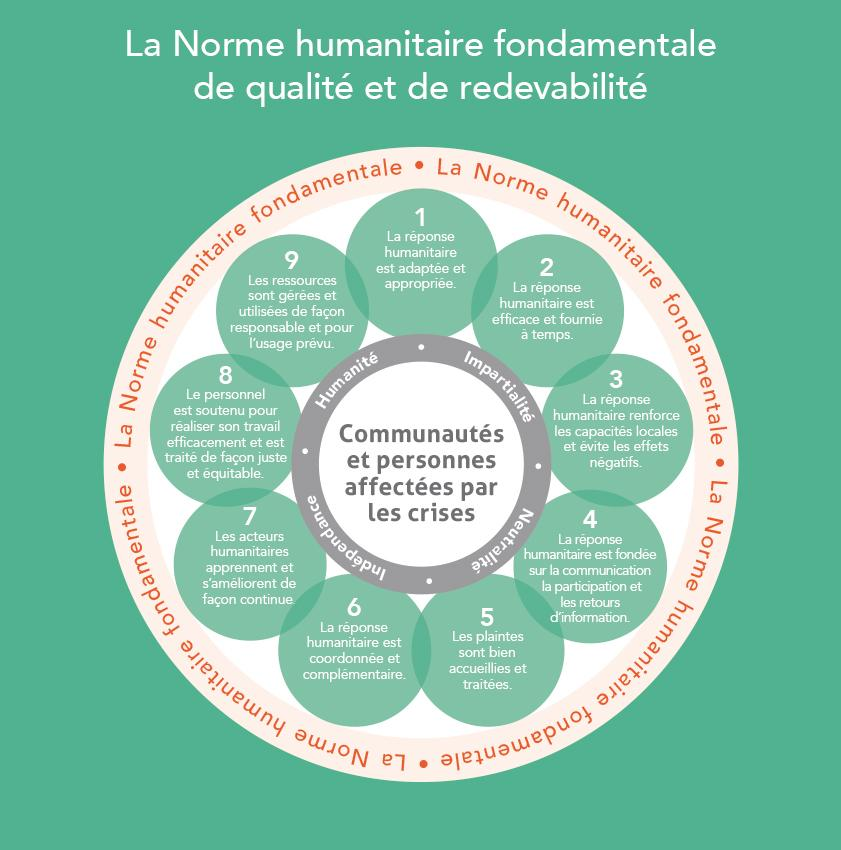 La Norme humanitaire fondamentale
de qualité et de redevabilité
La Norme humanitaire fondamentale • La Norme humanitaire fondamentale • La Norme humanitaire fondamentale • La Norme humanitaire fondamentale •
1
La réponse
humanitaire
est adaptée et
appropriée.
2
La réponse
humanitaire est
efficace et fournie
à temps.
3
La réponse
humanitaire renforce
les capacités locales
et évite les effets
négatifs.
4
La réponse
humanitaire est fondée
sur la communication
la participation et
les retours
d'information.
5
Les plaintes
sont bien
accueillies et
traitées.
6
La réponse
humanitaire est
coordonnée et
complémentaire.
7
Les acteurs
humanitaires
apprennent et
s'améliorent de
façon continue.
8
Le personnel
est soutenu pour
réaliser son travail
efficacement et est
traité de façon juste
et équitable.
9
Les ressources
sont gérées et
utilisées de façon
responsable et pour
l'usage prévu.
Humanité • Impartialité • Neutralité • Indépendance •
Communautés
et personnes
affectées par
les crises